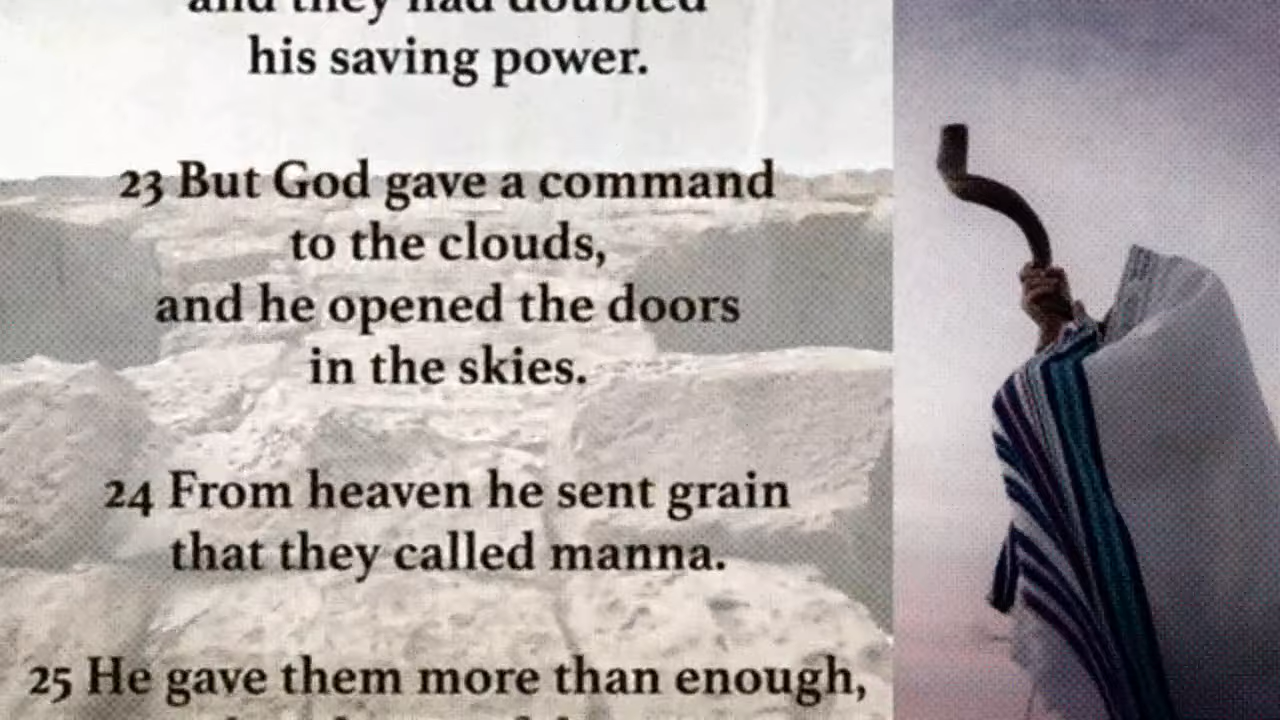 and they had doubted
his saving power.
23 But God gave a command
to the clouds,
and he opened the doors
in the skies.
24 From heaven he sent grain
that they called manna.
25 He gave them more than enough,